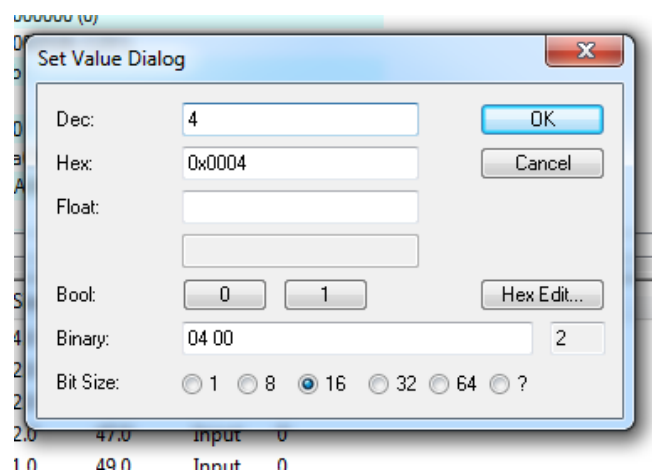 000000 (0)
Set Value Dialog
X
Dec:
4
OK
Hex:
0x0004
Cancel
Float:
Bool:
0
1
Hex Edit...
Binary:
04 00
2
Bit Size:
1 8 16 32 64 ?
47.0 Input 0
1.0 49.0 Input 0